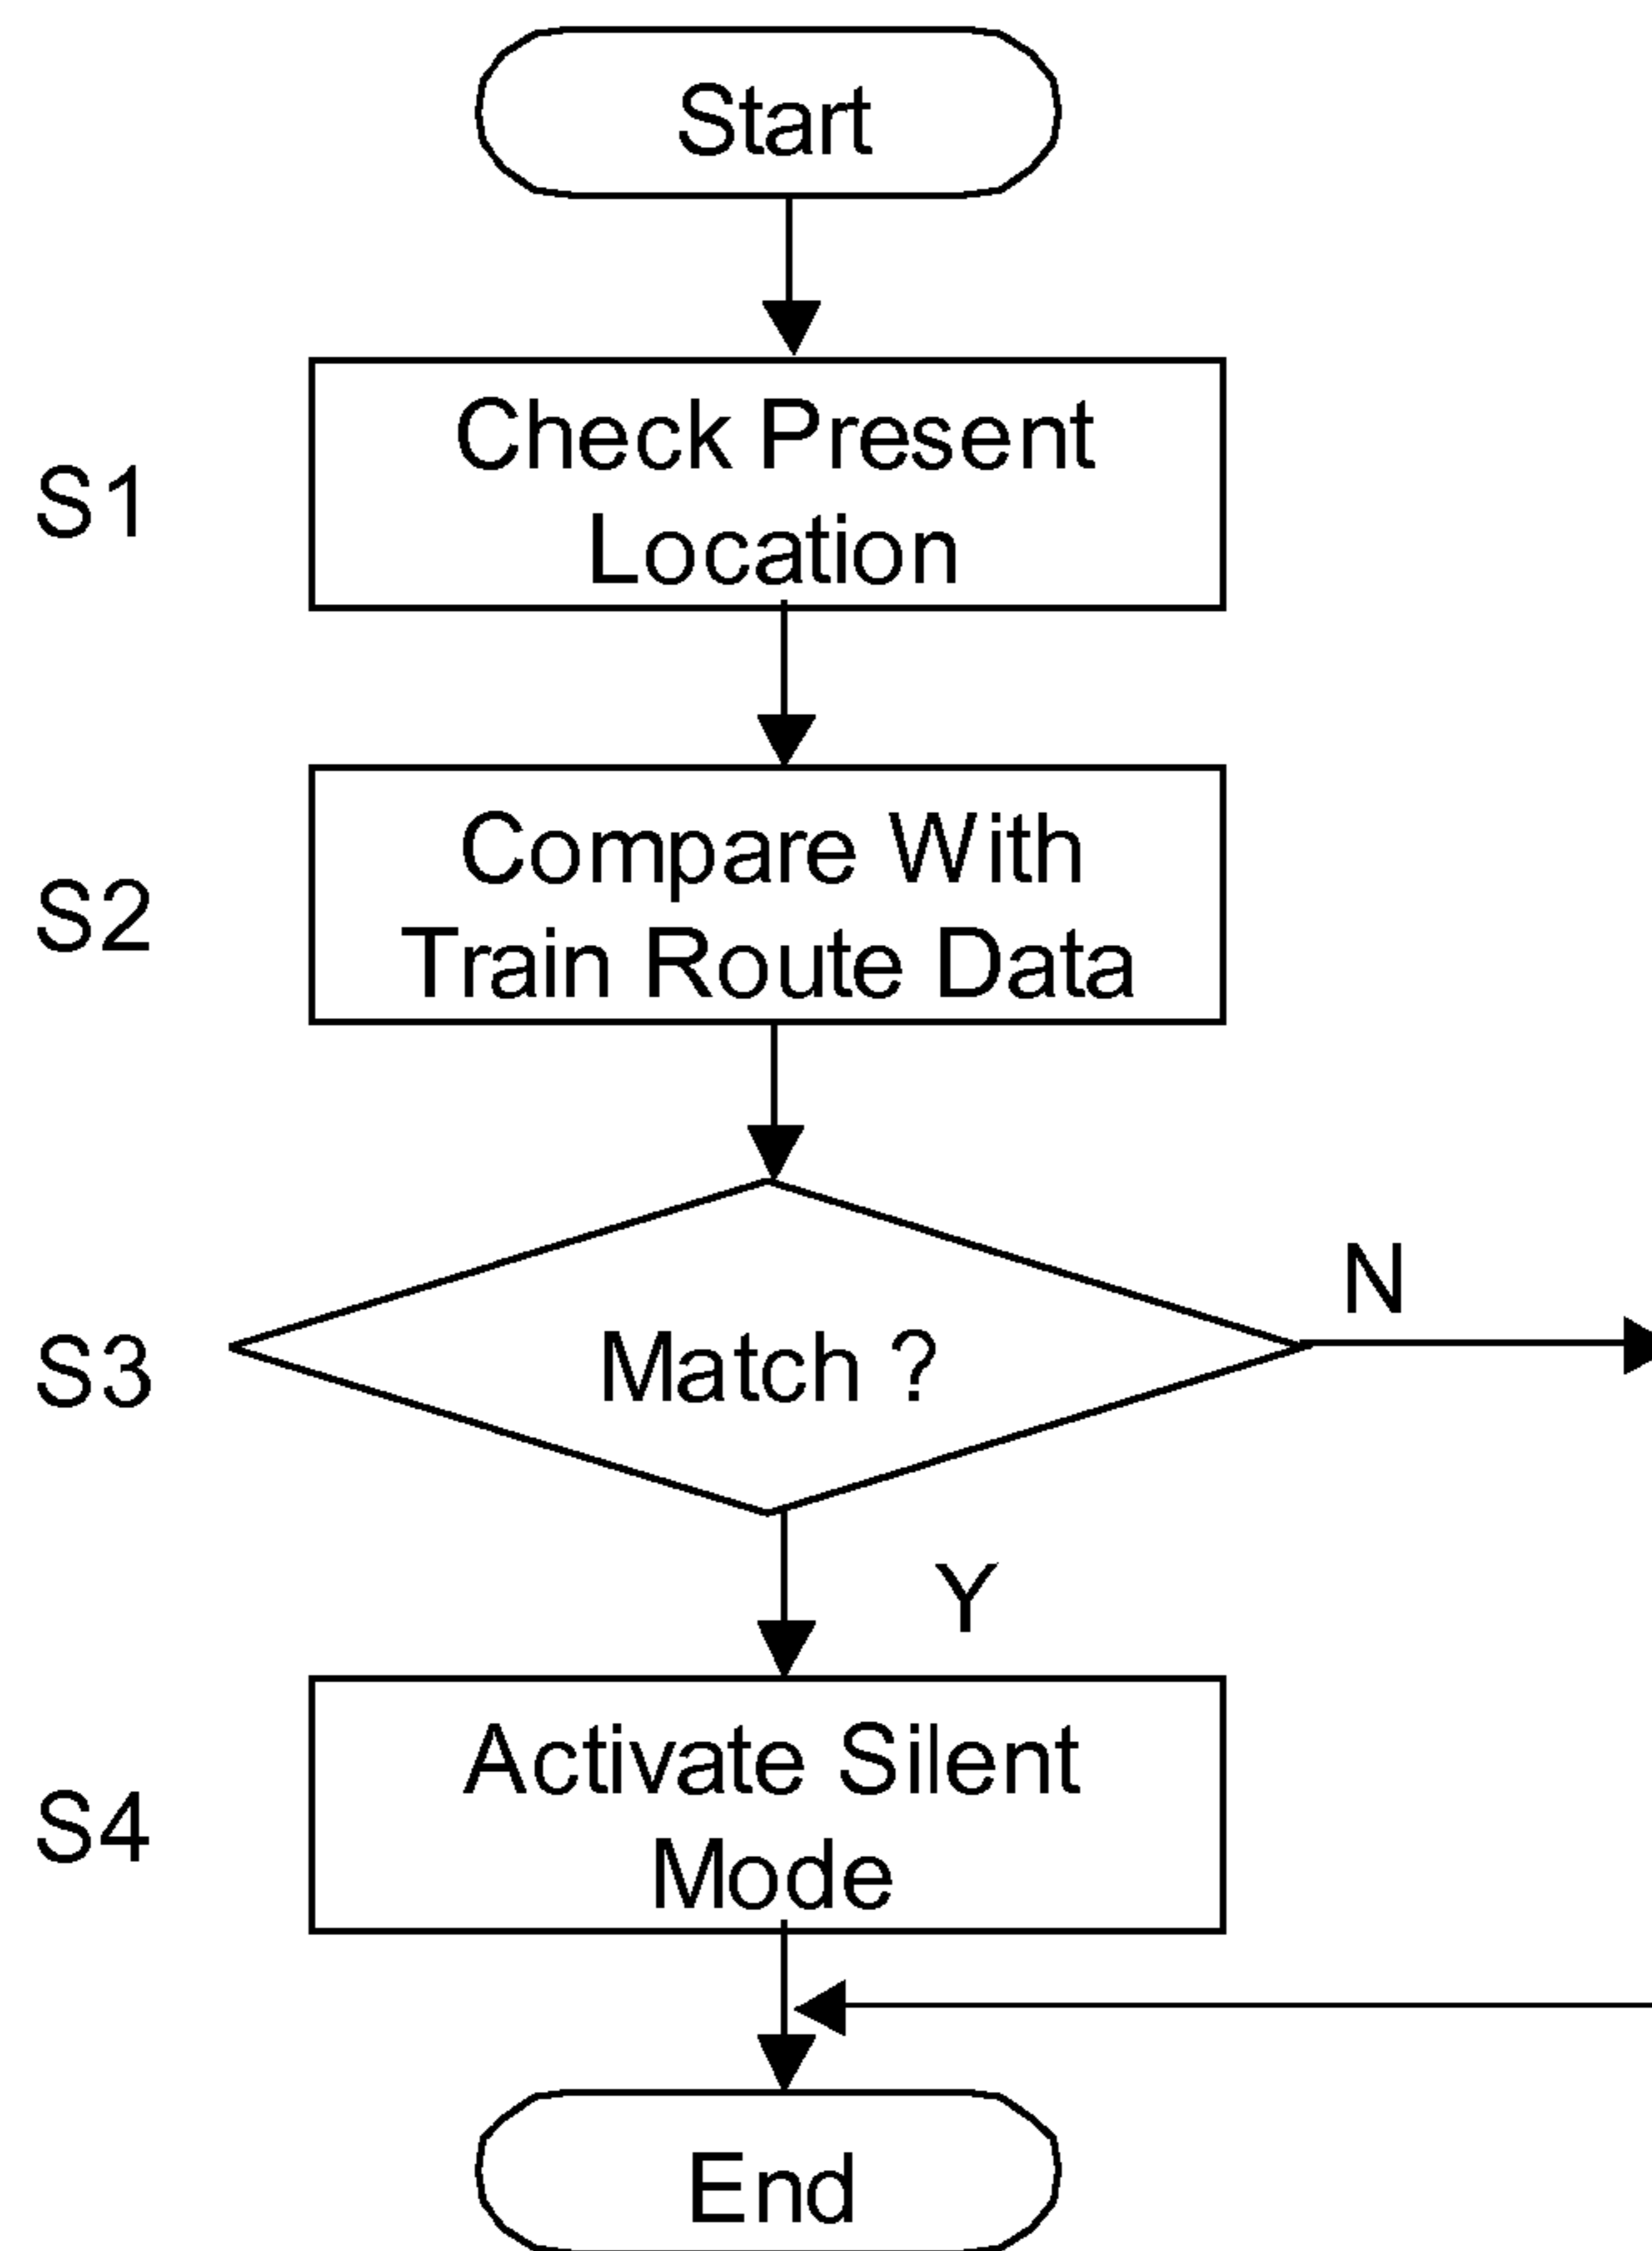 Start
S1
Check Present
Location
S2
Compare With
Train Route Data
S3
Match ?
N
Y
S4
Activate Silent
Mode
End